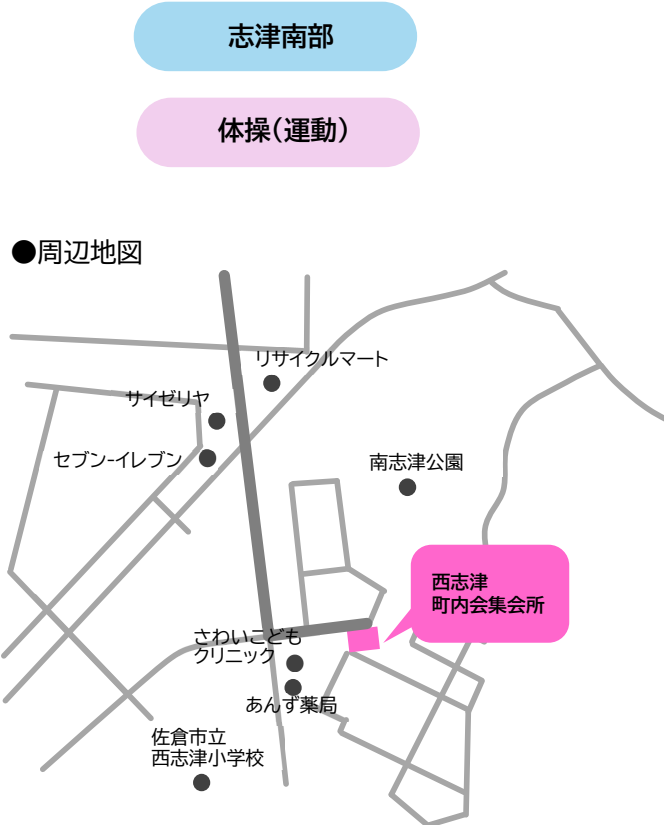 志津南部
体操(運動)
●周辺地図
リサイクルマート
サイゼリヤ
セブン-イレブン
南志津公園
西志津
町内会集会所
さわいこども
クリニック
あんず薬局
佐倉市立
西志津小学校